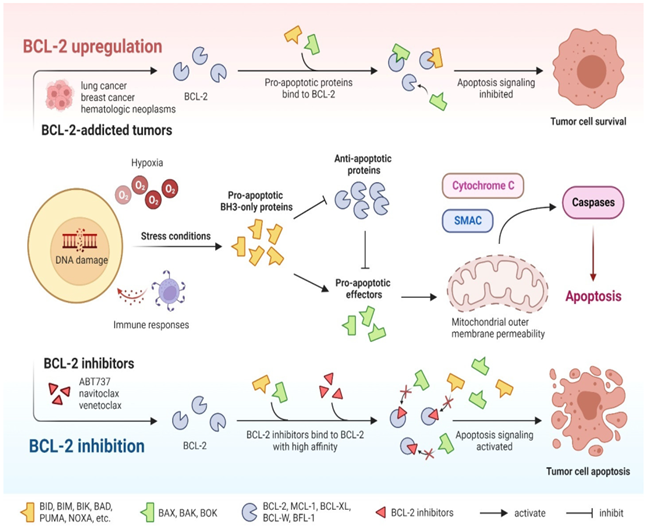 BCL-2 upregulation
lung cancer
breast cancer
hematologic neoplasms
BCL-2-addicted tumors
BCL-2
Pro-apoptotic proteins
bind to BCL-2
Apoptosis signaling
inhibited
Tumor cell survival
Hypoxia
O2 O2 O2 O2
DNA damage
Stress conditions
Immune responses
Pro-apoptotic
BH3-only proteins
Anti-apoptotic
proteins
Pro-apoptotic
effectors
Cytochrome C
SMAC
Caspases
Apoptosis
Mitochondrial outer
membrane permeability
BCL-2 inhibitors
ABT737
navitoclax
venetoclax
BCL-2 inhibition
BCL-2
BCL-2 inhibitors bind to BCL-2
with high affinity
Apoptosis signaling
activated
Tumor cell apoptosis
BID, BIM, BIK, BAD,
PUMA, NOXA, etc.
BAX, BAK, BOK
BCL-2, MCL-1, BCL-XL,
BCL-W, BFL-1
BCL-2 inhibitors
activate
inhibit